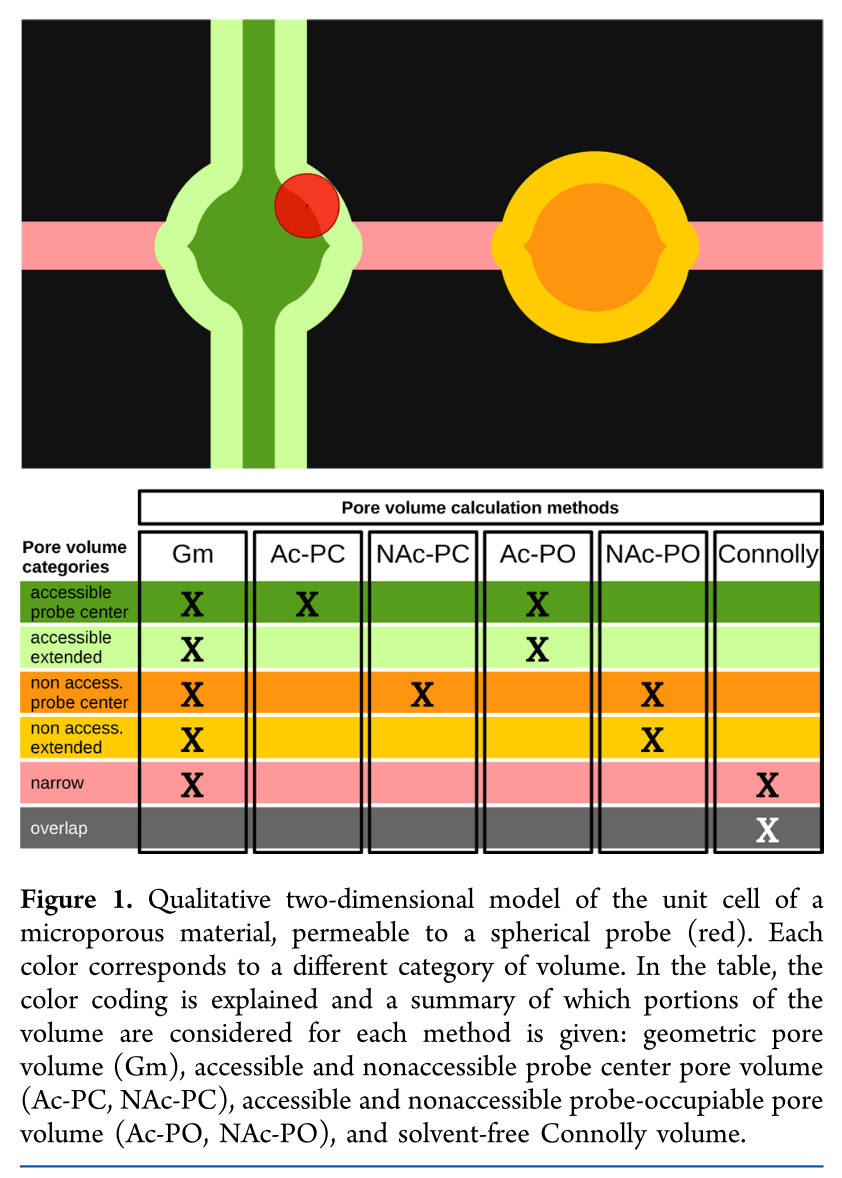 Pore volume calculation methods
Pore volume
categories
Gm Ac-PC NAc-PC Ac-PO NAc-PO Connolly
accessible
probe center X X X
accessible
extended X X
non access.
probe center X X X
non access.
extended X X
narrow X X
overlap X
Figure 1. Qualitative two-dimensional model of the unit cell of a
microporous material, permeable to a spherical probe (red). Each
color corresponds to a different category of volume. In the table, the
color coding is explained and a summary of which portions of the
volume are considered for each method is given: geometric pore
volume (Gm), accessible and nonaccessible probe center pore volume
(Ac-PC, NAc-PC), accessible and nonaccessible probe-occupiable pore
volume (Ac-PO, NAc-PO), and solvent-free Connolly volume.